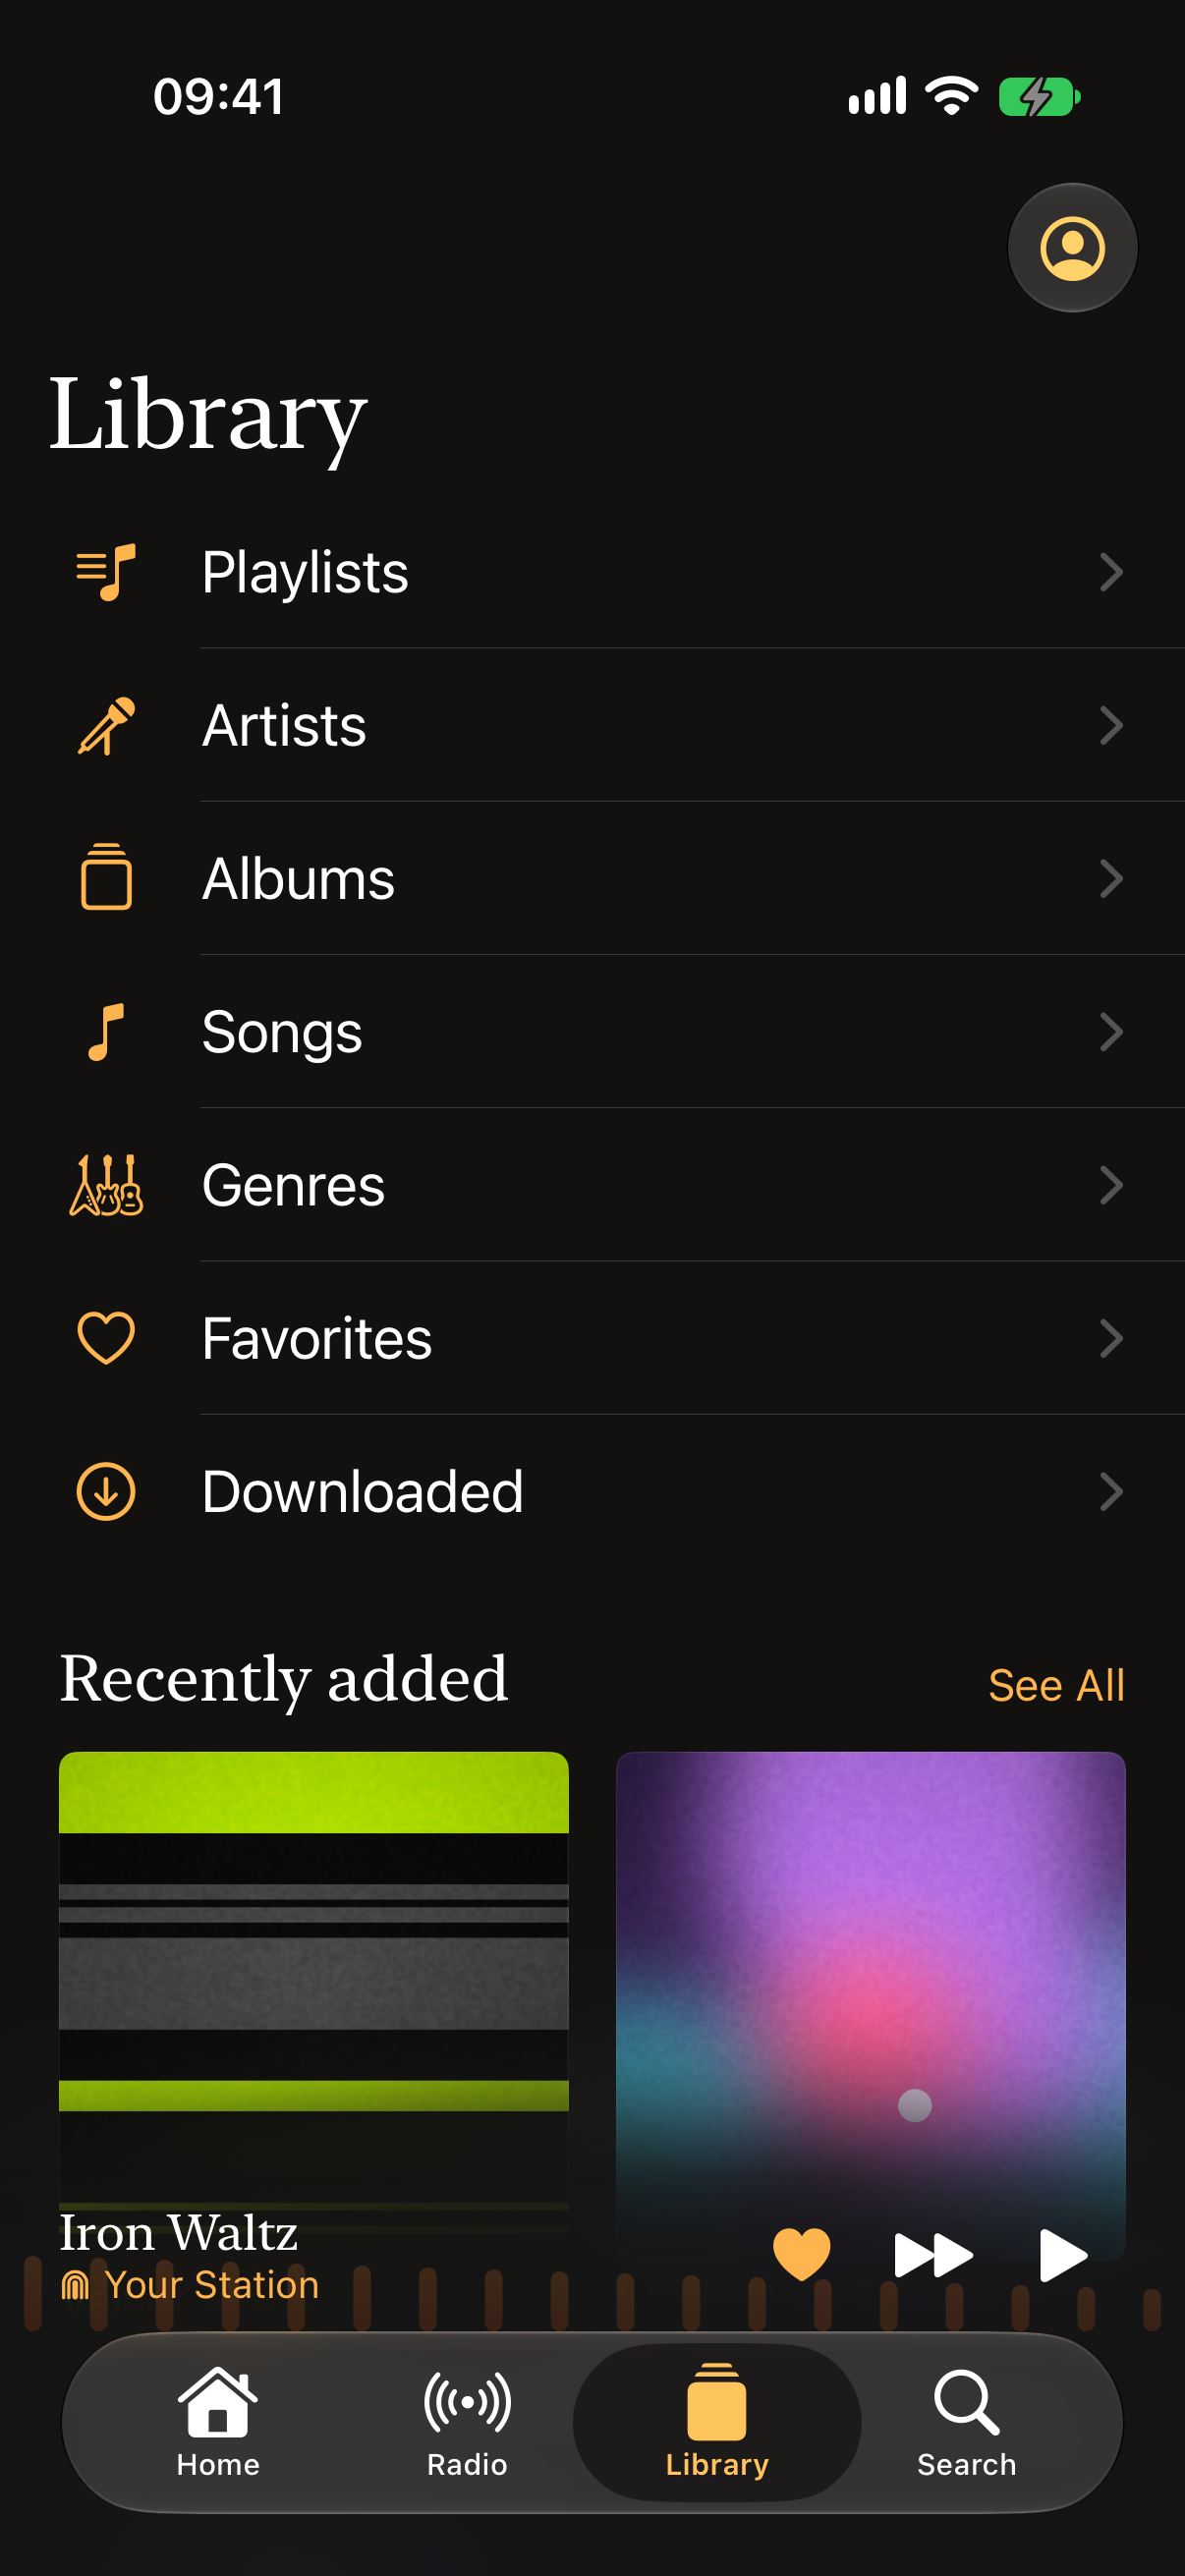 09:41
Library
Playlists
Artists
Albums
Songs
Genres
Favorites
Downloaded
Recently added
See All
Iron Waltz
Your Station
Home
Radio
Library
Search